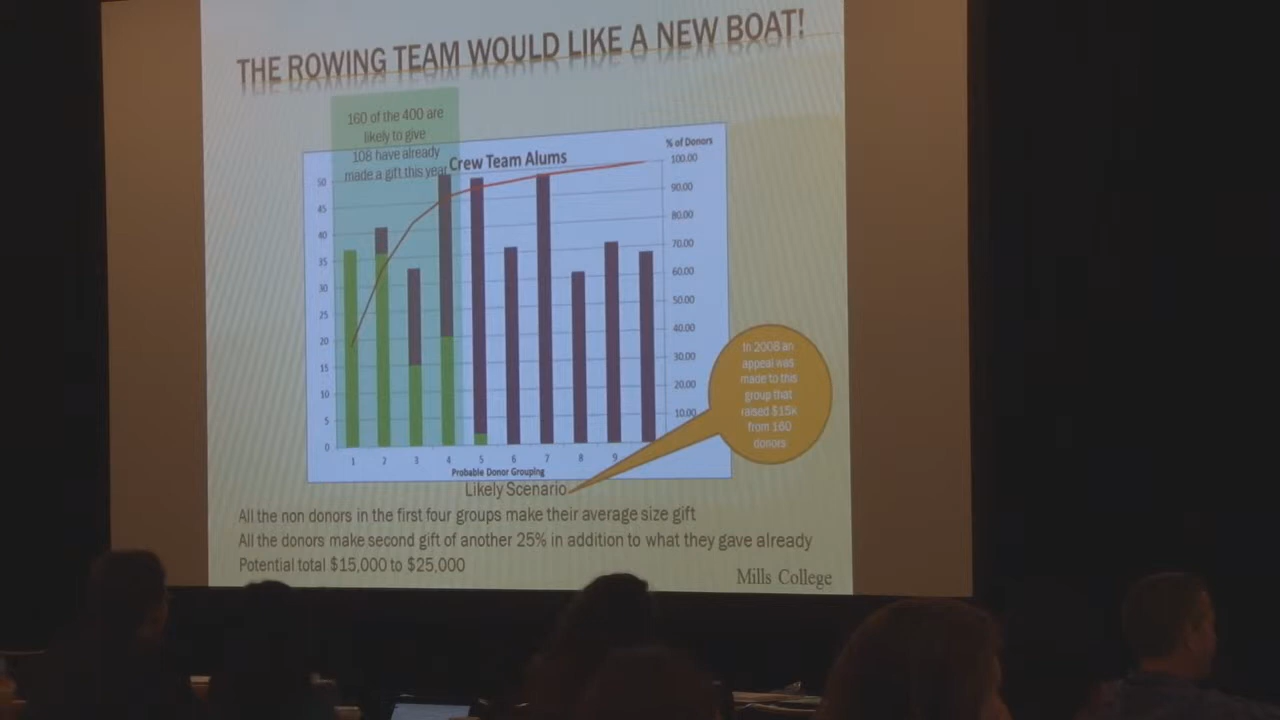 THE ROWING TEAM WOULD LIKE A NEW BOAT!
160 of the 400 are
likely to give
108 have already
made a gift this year
Crew Team Alums
% of Donors
50
45
40
35
30
25
20
15
10
5
0
100.00
90.00
80.00
70.00
60.00
50.00
40.00
30.00
20.00
10.00
1 2 3 4 5 6 7 8 9
Probable Donor Grouping
In 2008 an
appeal was
made to this
group that
raised $15k
from 160
donors
Likely Scenario
All the non donors in the first four groups make their average size gift
All the donors make second gift of another 25% in addition to what they gave already
Potential total $15,000 to $25,000
Mills College